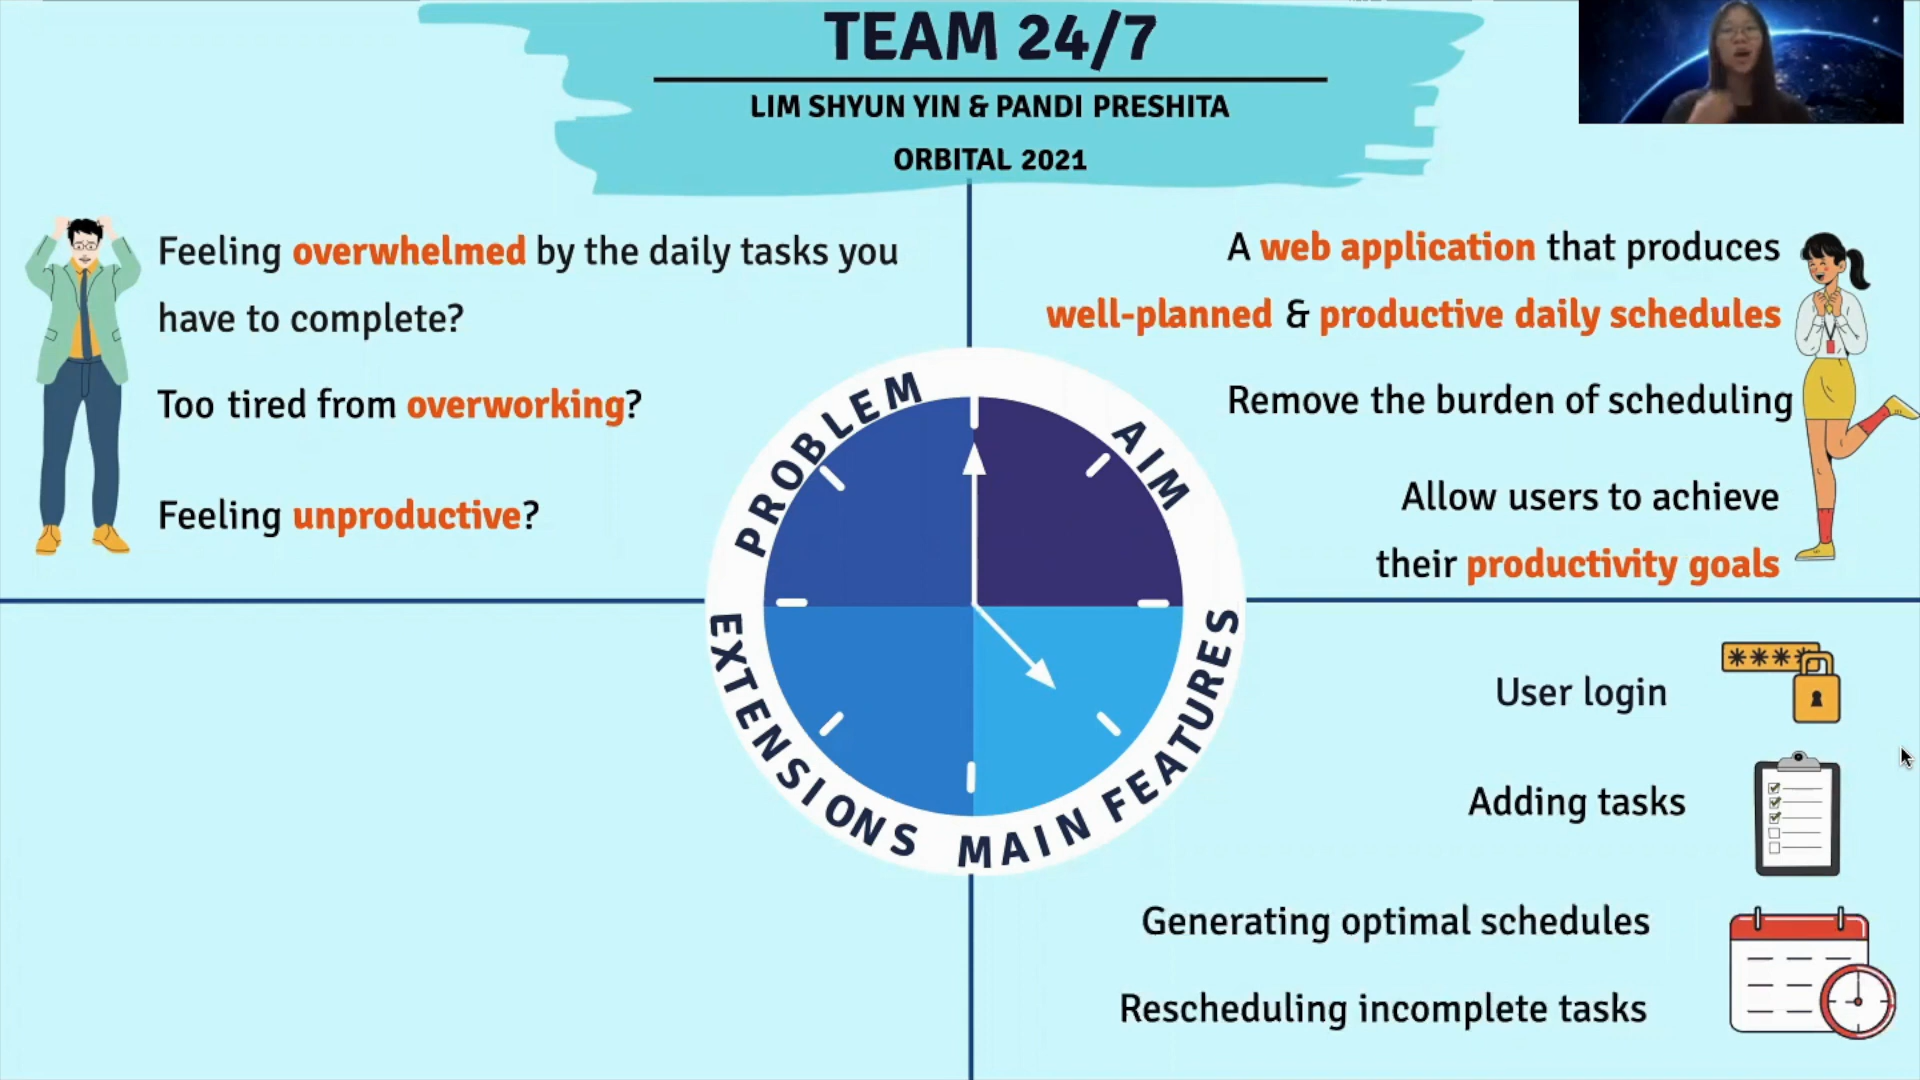 TEAM 24/7
LIM SHYUN YIN & PANDI PRESHITA
ORBITAL 2021
Feeling overwhelmed by the daily tasks you
have to complete?
Too tired from overworking?
Feeling unproductive?
A web application that produces
well-planned & productive daily schedules
Remove the burden of scheduling
Allow users to achieve
their productivity goals
PROBLEM
AIM
EXTENSIONS
MAIN FEATURES
****
User login
Adding tasks
Generating optimal schedules
Rescheduling incomplete tasks